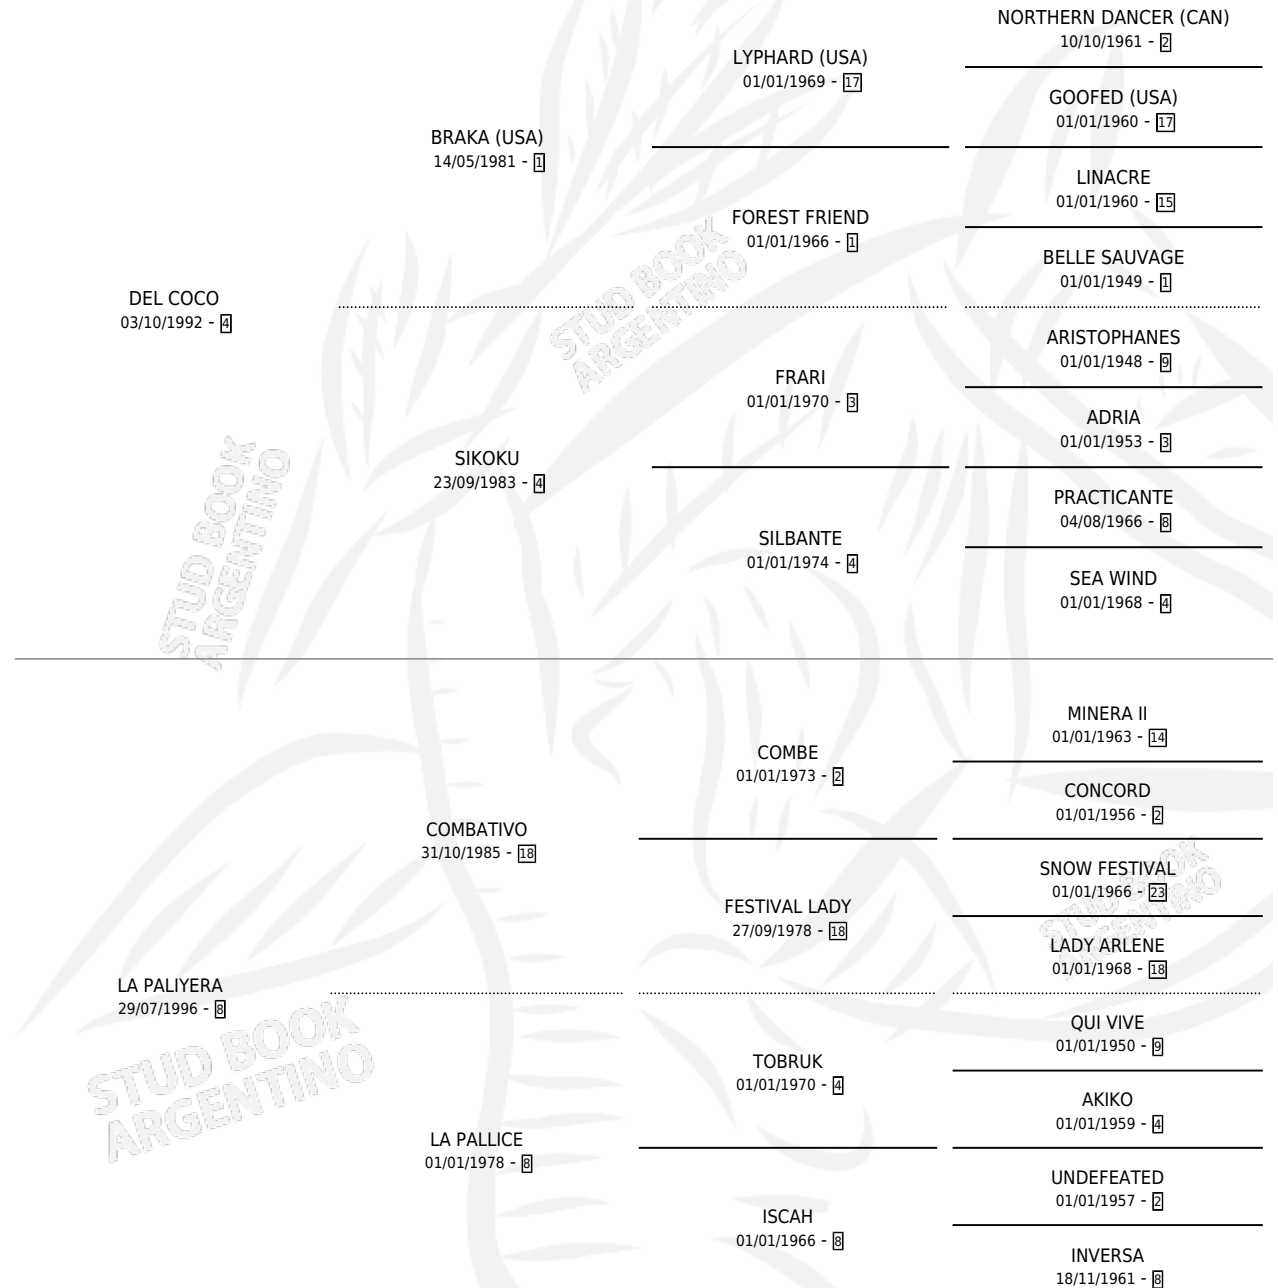 NORTHERN DANCER (CAN)
10/10/1961 - 2
LYPHARD (USA)
01/01/1969 - 17
GOOFED (USA)
01/01/1960 - 17
BRAKA (USA)
14/05/1981 - 1
LINACRE
01/01/1960 - 15
FOREST FRIEND
01/01/1966 - 1
BELLE SAUVAGE
01/01/1949 - 1
DEL COCO
03/10/1992 - 4
STUD BOOK
ARGENTINO
ARISTOPHANES
01/01/1948 - 9
FRARI
01/01/1970 - 3
ADRIA
01/01/1953 - 3
SIKOKU
23/09/1983 - 4
PRACTICANTE
04/08/1966 - 8
SILBANTE
01/01/1974 - 4
SEA WIND
01/01/1968 - 4
STUD BOOK
ARGENTINO
MINERA II
01/01/1963 - 14
COMBE
01/01/1973 - 2
CONCORD
01/01/1956 - 2
COMBATIVO
31/10/1985 - 18
SNOW FESTIVAL
01/01/1966 - 23
FESTIVAL LADY
27/09/1978 - 18
LADY ARLENE
01/01/1968 - 18
STUD BOOK
ARGENTINO
LA PALIYERA
29/07/1996 - 8
STUD BOOK
ARGENTINO
QUI VIVE
01/01/1950 - 9
TOBRUK
01/01/1970 - 4
AKIKO
01/01/1959 - 4
LA PALLICE
01/01/1978 - 8
UNDEFEATED
01/01/1957 - 2
ISCAH
01/01/1966 - 8
INVERSA
18/11/1961 - 8